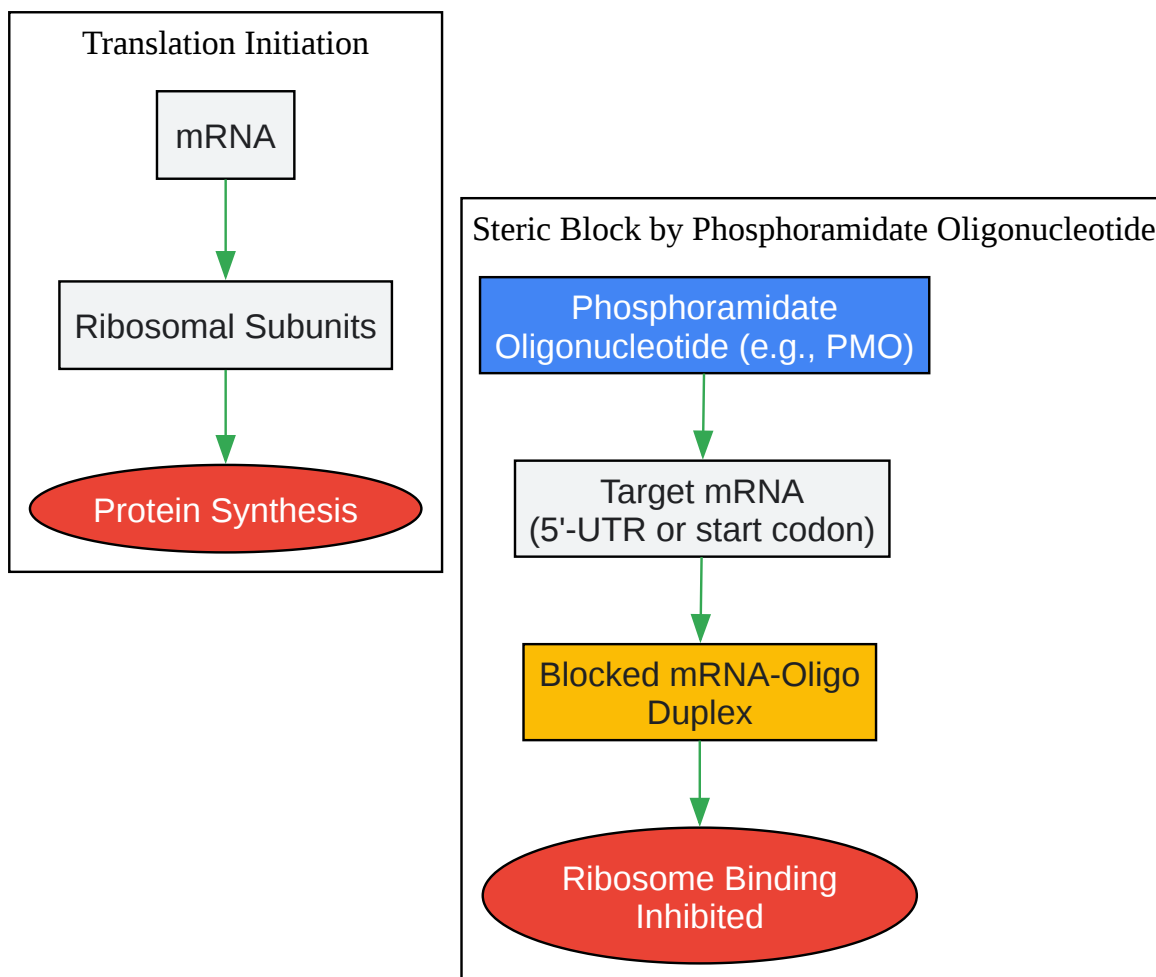 Translation Initiation
mRNA
Ribosomal Subunits
Protein Synthesis
Steric Block by Phosphoramidate Oligonucleotide
Phosphoramidate
Oligonucleotide (e.g., PMO)
Target mRNA
(5'-UTR or start codon)
Blocked mRNA-Oligo
Duplex
Ribosome Binding
Inhibited